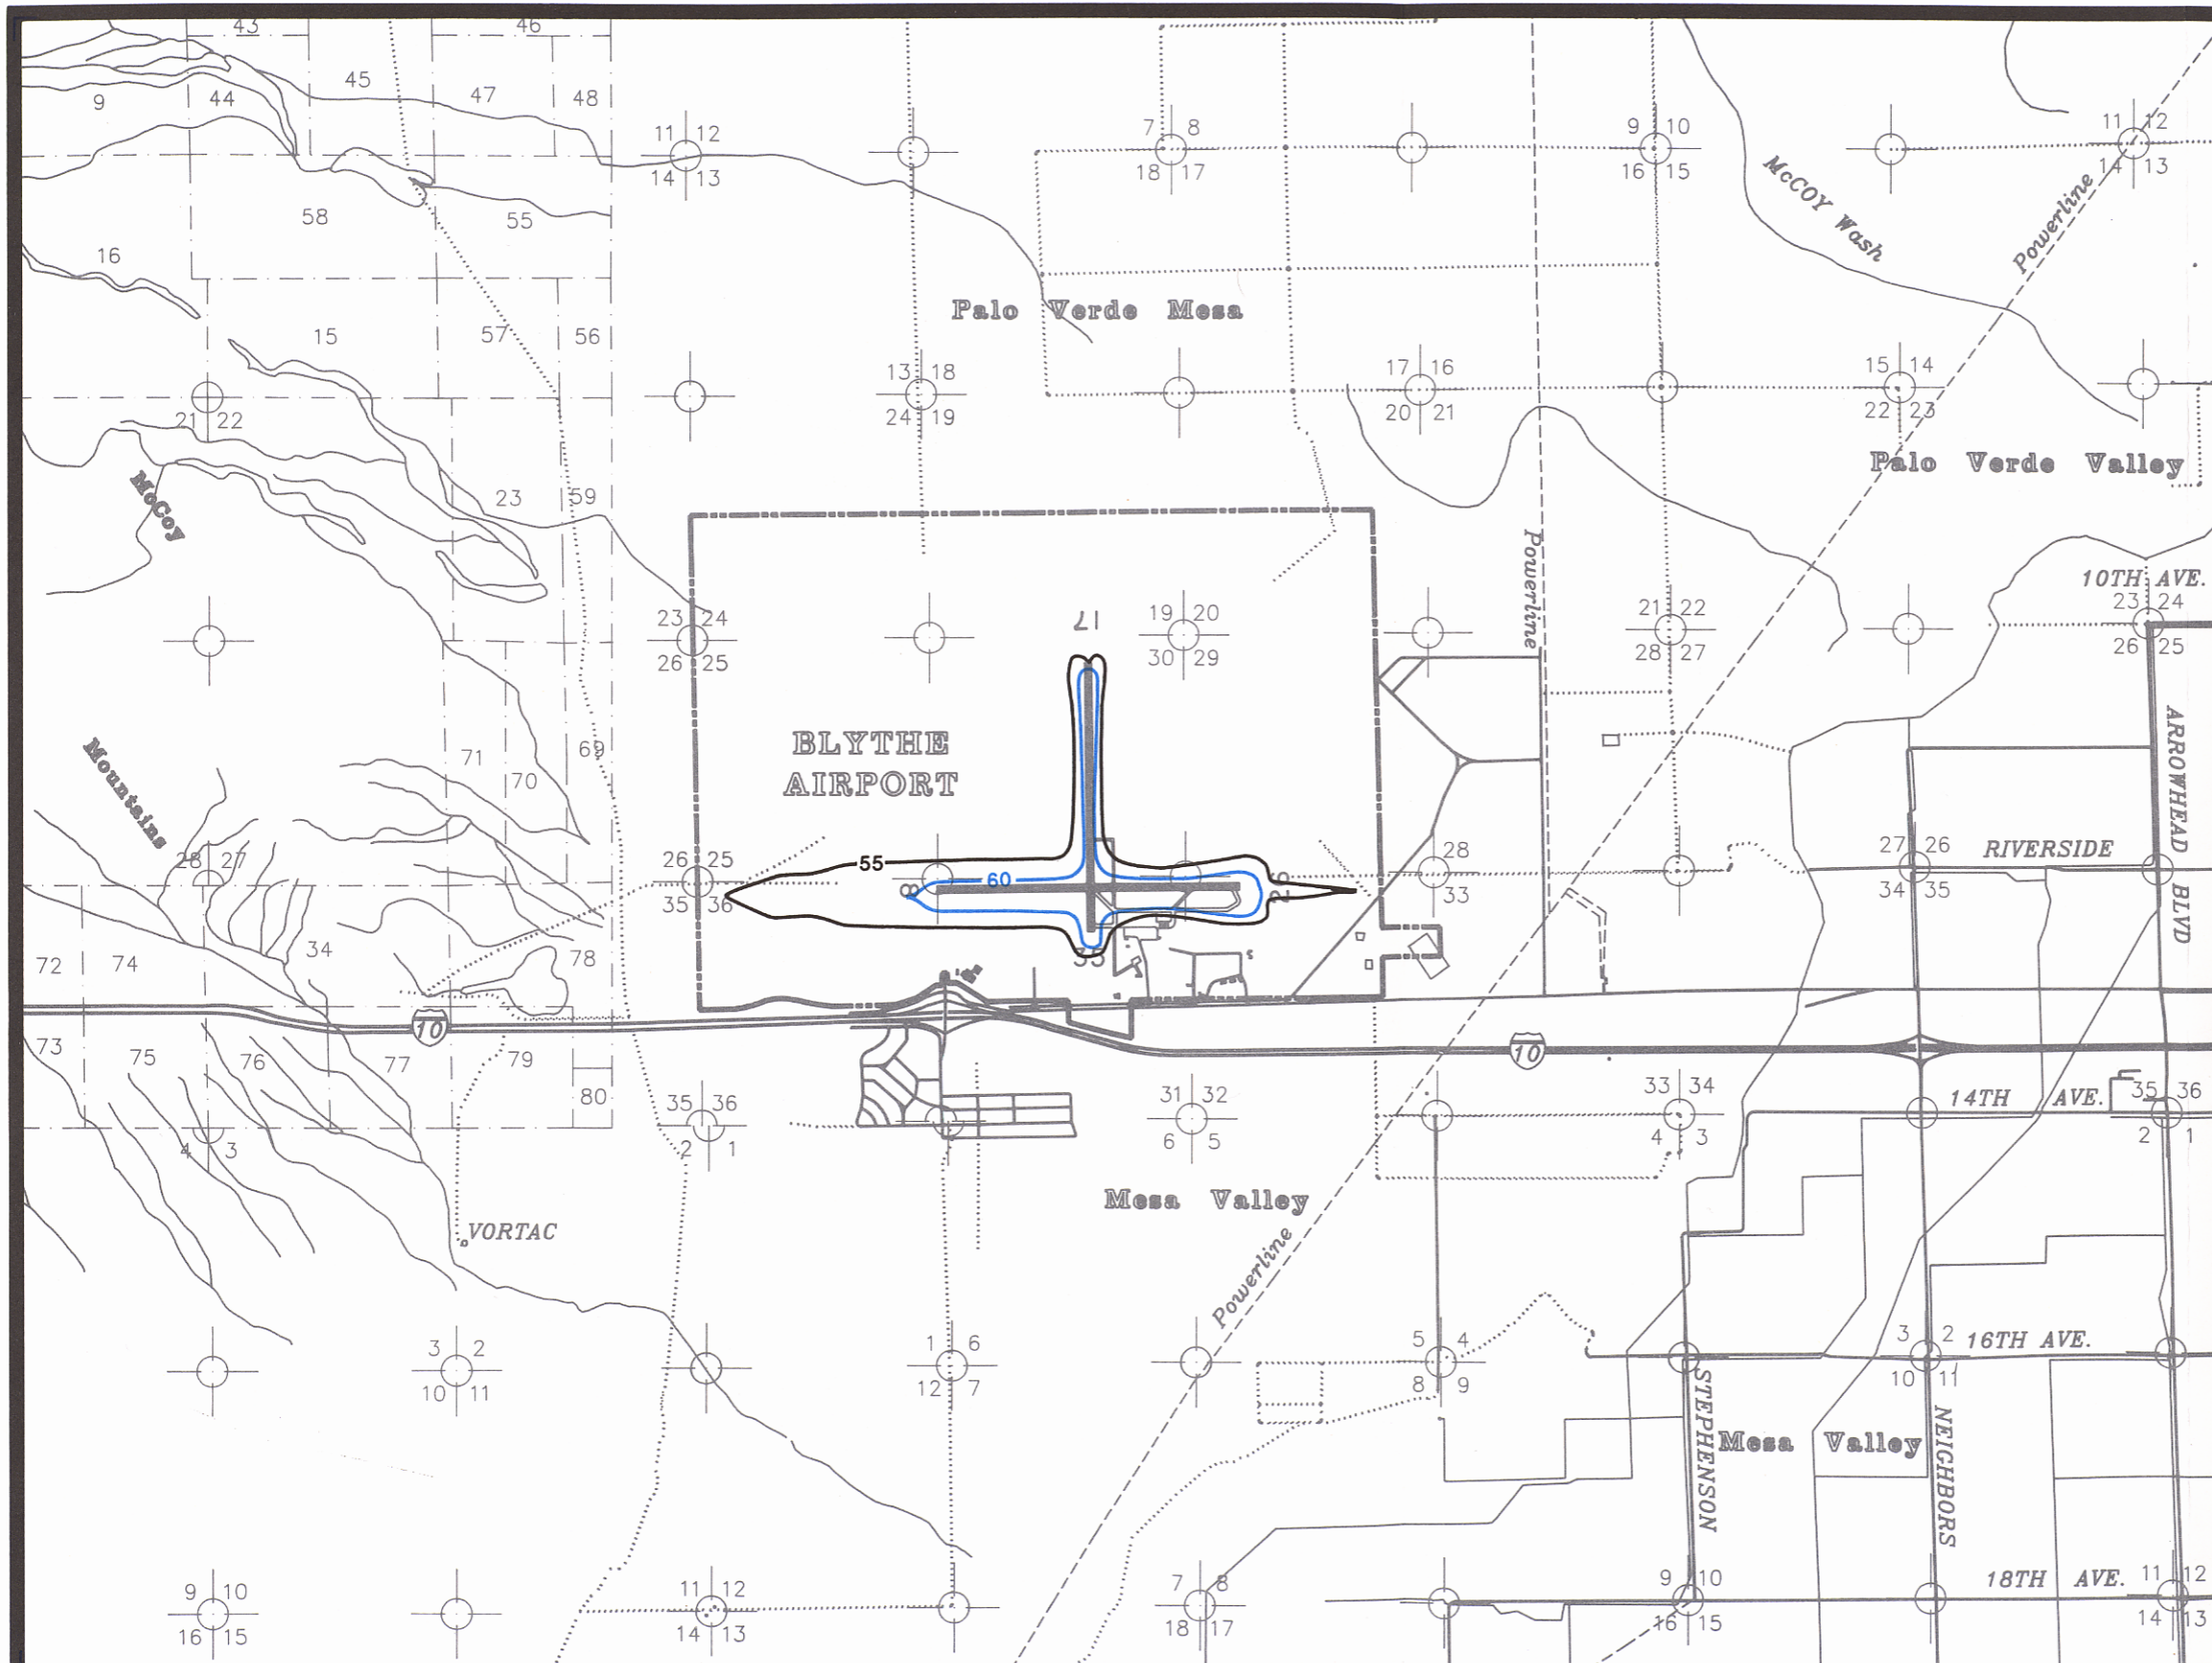 43 46
45
9 44 47 48
11 12
14 13
7 8
18 17
9 10
16 15
11 12
14 13
McCOY Wash
Powerline
58 55
16
Palo Verde Mesa
15 57 56
13 18
24 19
17 16
20 21
15 14
22 23
21 22
Palo Verde Valley
McCoy
23 59
Powerline
10TH AVE.
23 24
26 25
19 20
30 29
21 22
28 27
23 24
26 25
17
BLYTHE
AIRPORT
71 70 69
Mountains
ARROWHEAD BLVD
28 27
26 25
35 36
55
60
8
26
28
33
27 26
34 35
RIVERSIDE
34
72 74 78
35
10
10
73 75 76 77 79
80
35 36
2 1
31 32
6 5
33 34
4 3
14TH AVE.
35 36
2 1
4 3
Mesa Valley
VORTAC
Powerline
3 2
10 11
1 6
12 7
5 4
8 9
3 2
10 11
16TH AVE.
STEPHENSON
NEIGHBORS
Mesa Valley
9 10
16 15
11 12
14 13
7 8
18 17
9 10
16 15
18TH AVE.
11 12
14 13